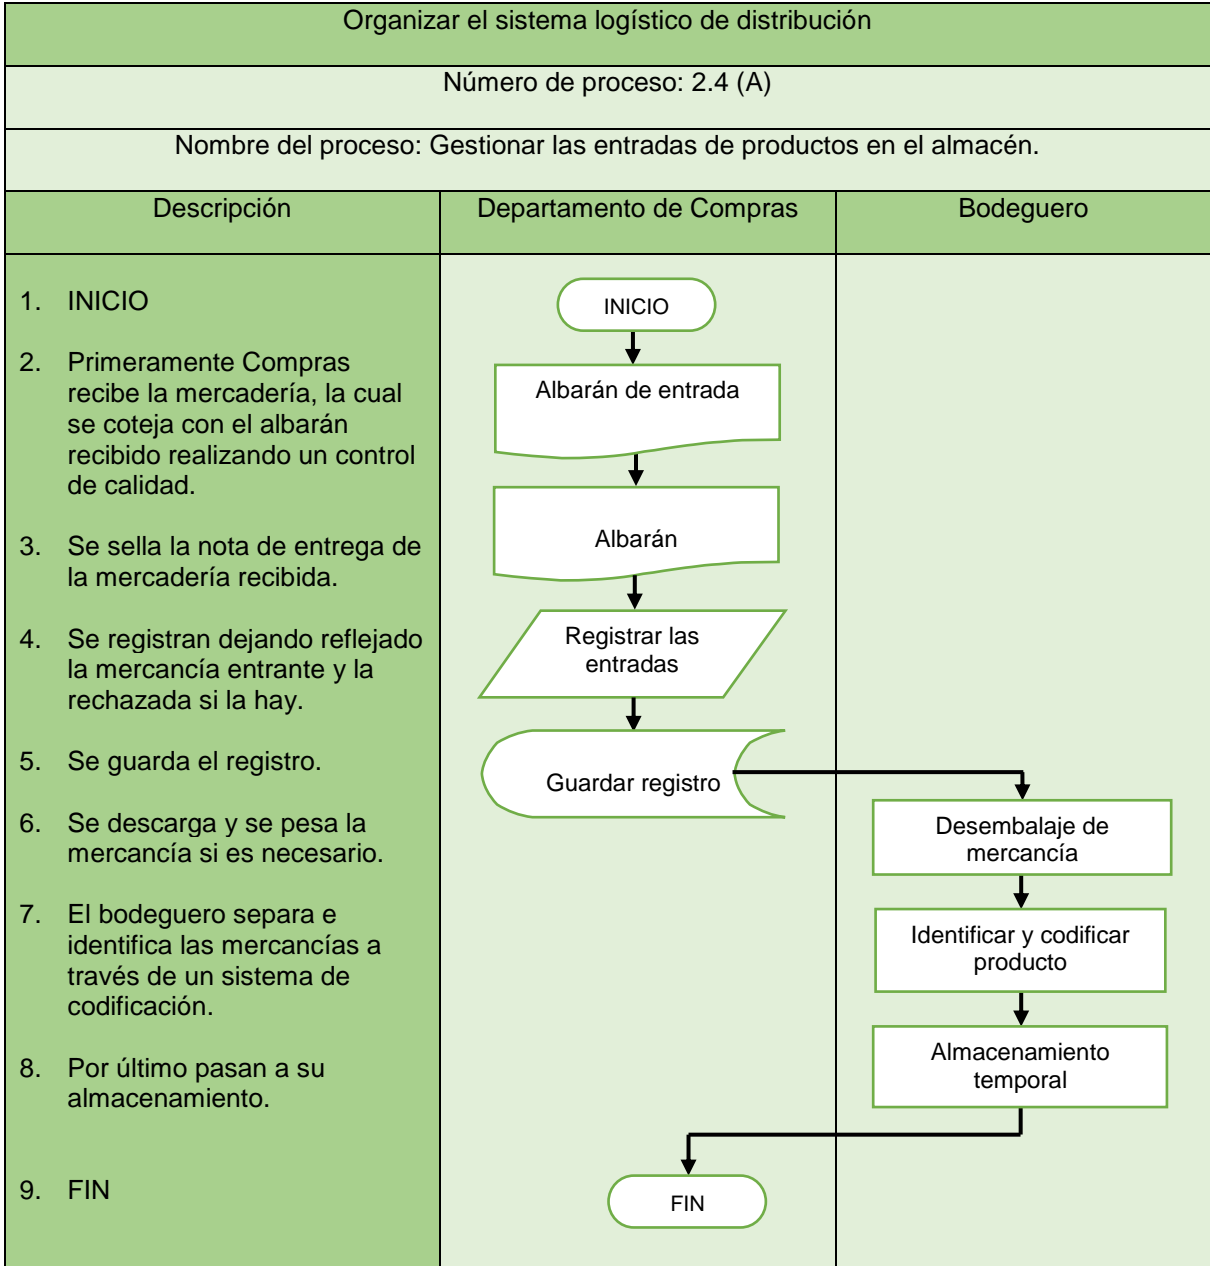 Organizar el sistema logístico de distribución
Número de proceso: 2.4 (A)
Nombre del proceso: Gestionar las entradas de productos en el almacén.
Descripción
Departamento de Compras
Bodeguero
1. INICIO
2. Primeramente Compras
recibe la mercadería, la cual
se coteja con el albarán
recibido realizando un control
de calidad.
3. Se sella la nota de entrega de
la mercadería recibida.
4. Se registran dejando reflejado
la mercancía entrante y la
rechazada si la hay.
5. Se guarda el registro.
6. Se descarga y se pesa la
mercancía si es necesario.
7. El bodeguero separa e
identifica las mercancías a
través de un sistema de
codificación.
8. Por último pasan a su
almacenamiento.
9. FIN
INICIO
Albarán de entrada
Albarán
Registrar las
entradas
Guardar registro
Desembalaje de
mercancía
Identificar y codificar
producto
Almacenamiento
temporal
FIN